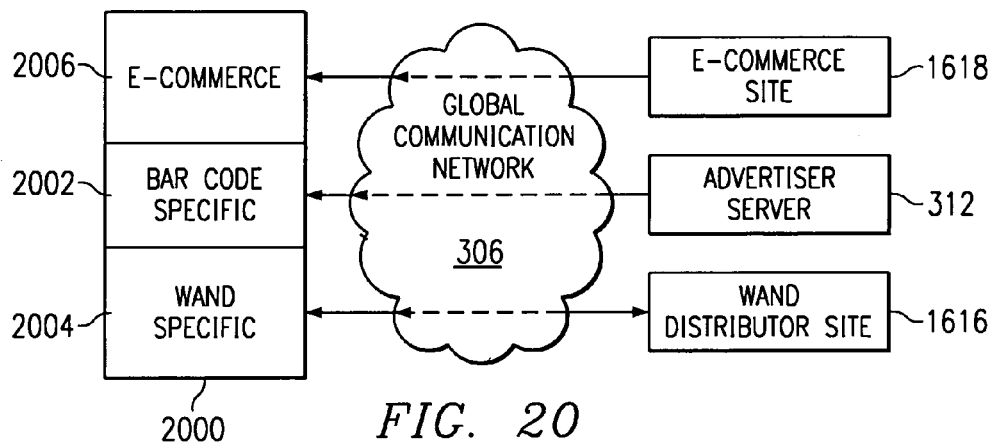 2006
E-COMMERCE
GLOBAL
COMMUNICATION
NETWORK
E-COMMERCE
SITE
1618
2002
BAR CODE
SPECIFIC
ADVERTISER
SERVER
312
306
2004
WAND
SPECIFIC
WAND
DISTRIBUTOR SITE
1616
2000
FIG. 20